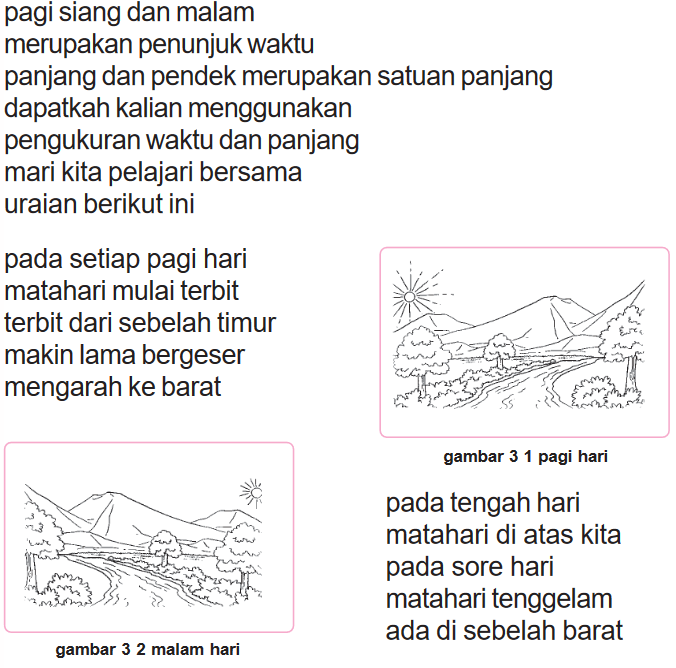 pagi siang dan malam
merupakan penunjuk waktu
panjang dan pendek merupakan satuan panjang
dapatkah kalian menggunakan
pengukuran waktu dan panjang
mari kita pelajari bersama
uraian berikut ini
pada setiap pagi hari
matahari mulai terbit
terbit dari sebelah timur
makin lama bergeser
mengarah ke barat
gambar 3 1 pagi hari
gambar 3 2 malam hari
pada tengah hari
matahari di atas kita
pada sore hari
matahari tenggelam
ada di sebelah barat